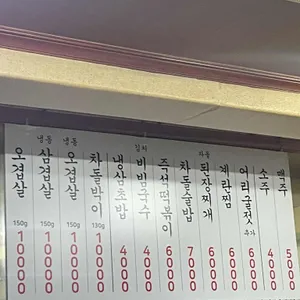 오겹살 150g 10000
냉동 삼겹살 150g 10000
냉동 오겹살 150g 10000
차돌박이 130g 10000
냉삼초밥 4000
김치 비빔국수 4000
즉석떡볶이 6000
차돌술밥 7000
차돌 된장찌개 6000
계란찜 6000
어리굴젓 추가 6000
소주 4000
맥주 5000